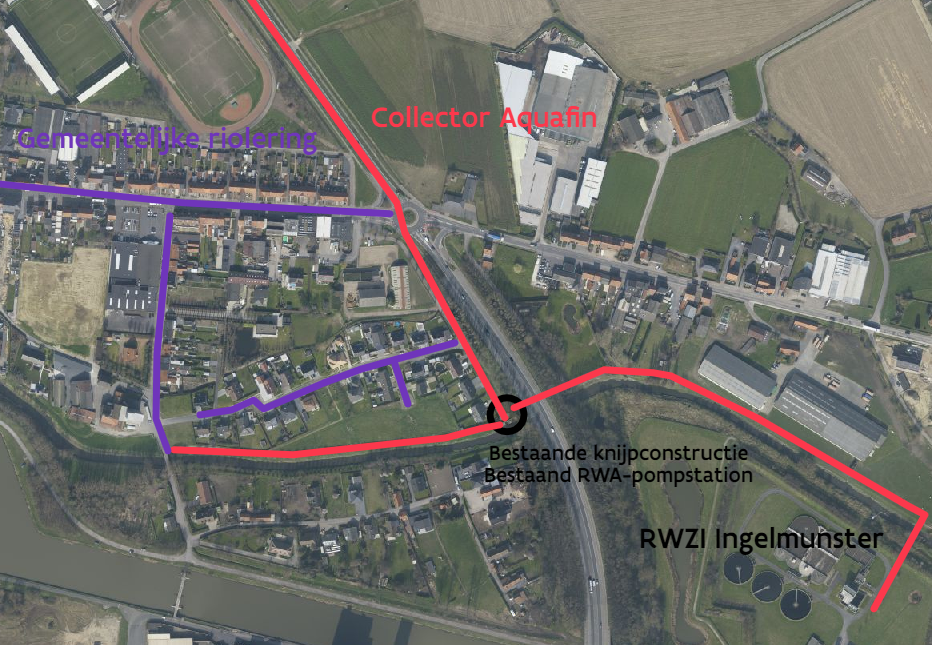 Collector Aquafin
Gemeentelijke riolering
Bestaande knijpconstructie
Bestaand RWA-pompstation
RWZI Ingelmunster